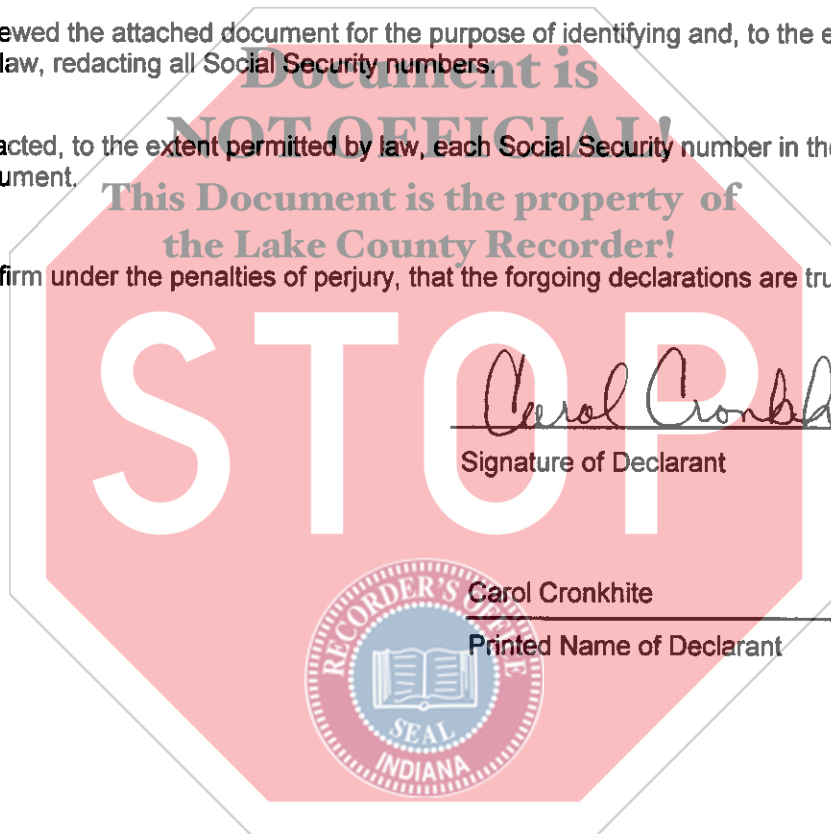 ewed the attached document for the purpose of identifying and, to the e
law, redacting all Social Security numbers.
Document is
NOT OFFICIAL!
acted, to the extent permitted by law, each Social Security number in the
ument.
This Document is the property of
the Lake County Recorder!
firm under the penalties of perjury, that the forgoing declarations are tru
STOP
Carol Cronkh
Signature of Declarant
Carol Cronkhite
Printed Name of Declarant
RECORDER'S OFFICE
SEAL
INDIANA